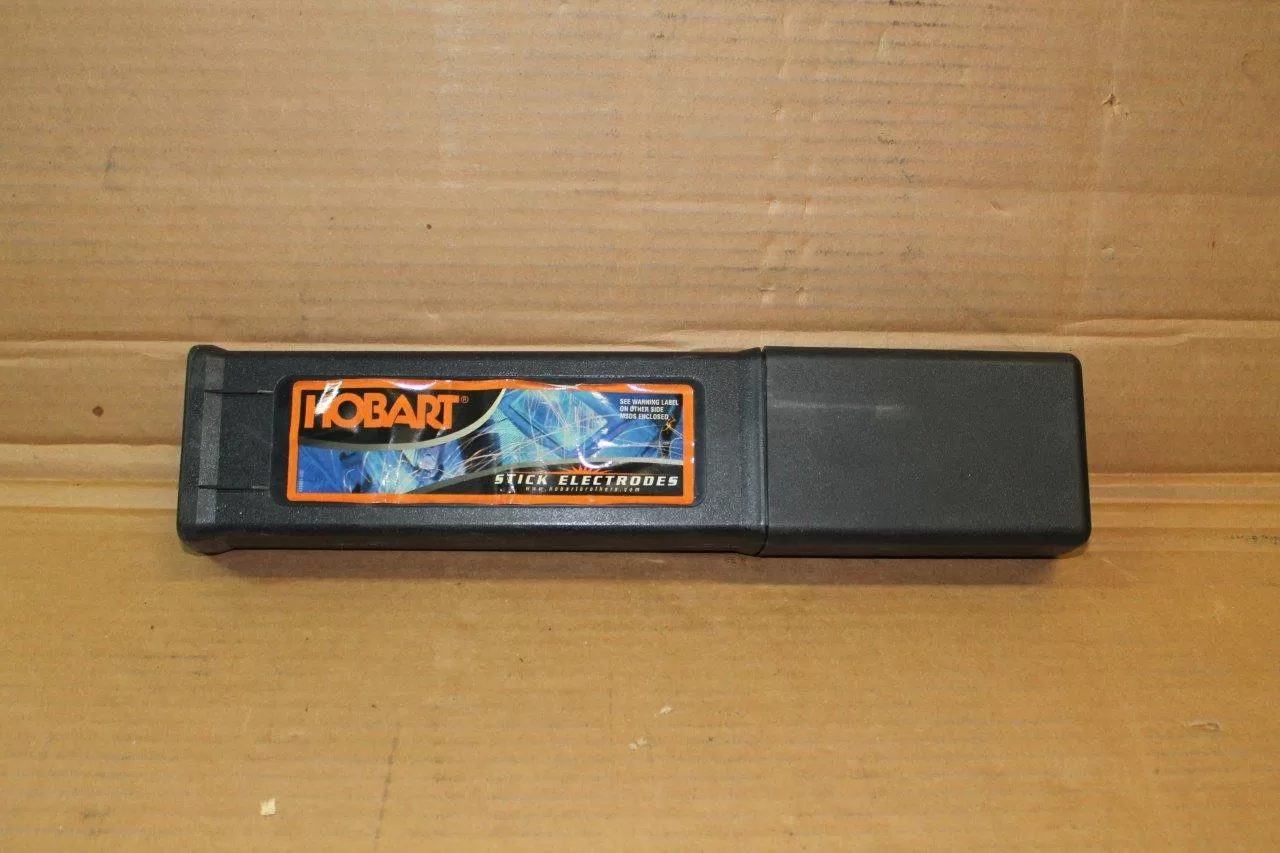 HOBART®
SEE WARNING LABEL
ON OTHER SIDE
MSDS ENCLOSED
STICK ELECTRODES
www.hobartbrothers.com